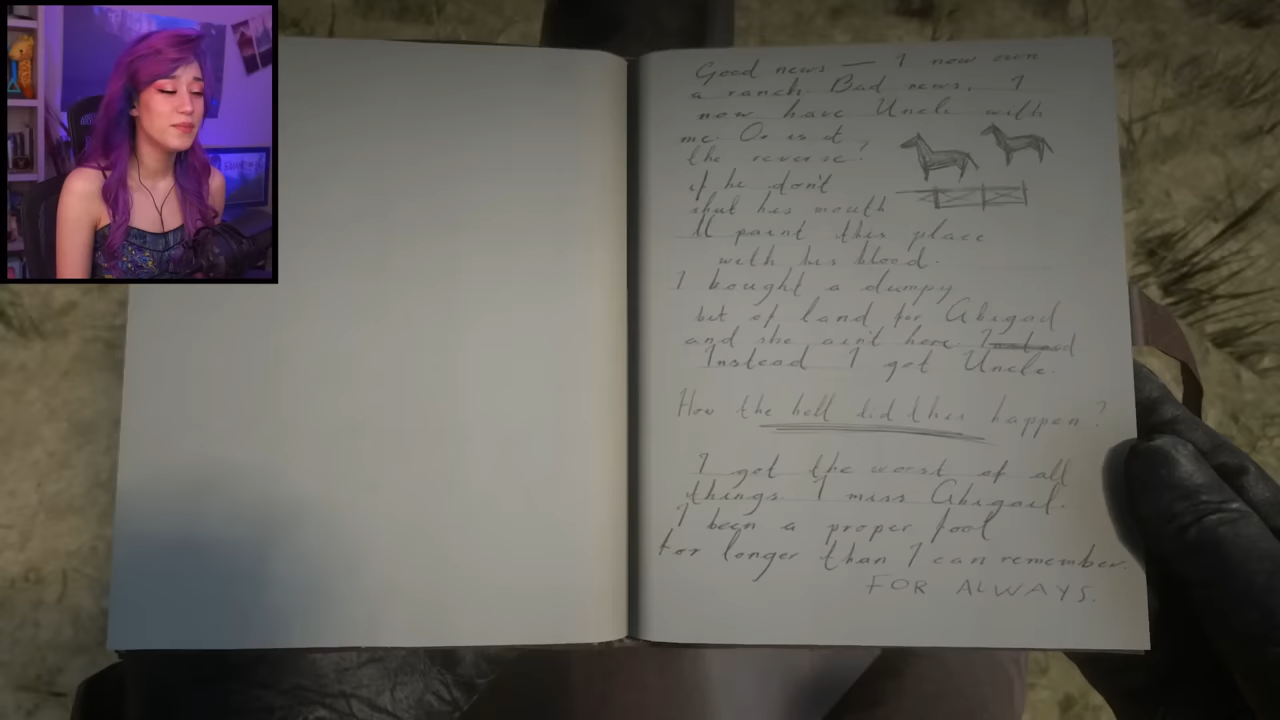 Good news — I now own
a ranch Bad news, I
now have Uncle with
me. Or is it
the reverse?
if he don't
shut his mouth
I'll paint this place
with his blood.
I bought a dumpy
bit of land for Abigail
and she ain't here. Instead
Instead I get Uncle.
How the hell did this happen?
I got the worst of all
things. I miss Abigail.
I been a proper fool
for longer than I can remember.
FOR ALWAYS.